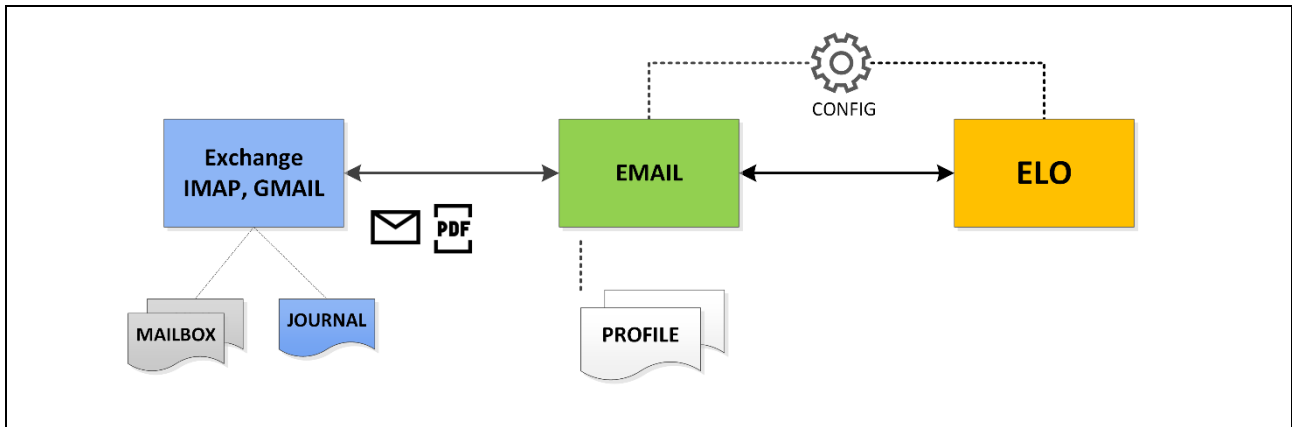 CONFIG
Exchange
IMAP, GMAIL
EMAIL
ELO
PDF
MAILBOX
JOURNAL
PROFILE